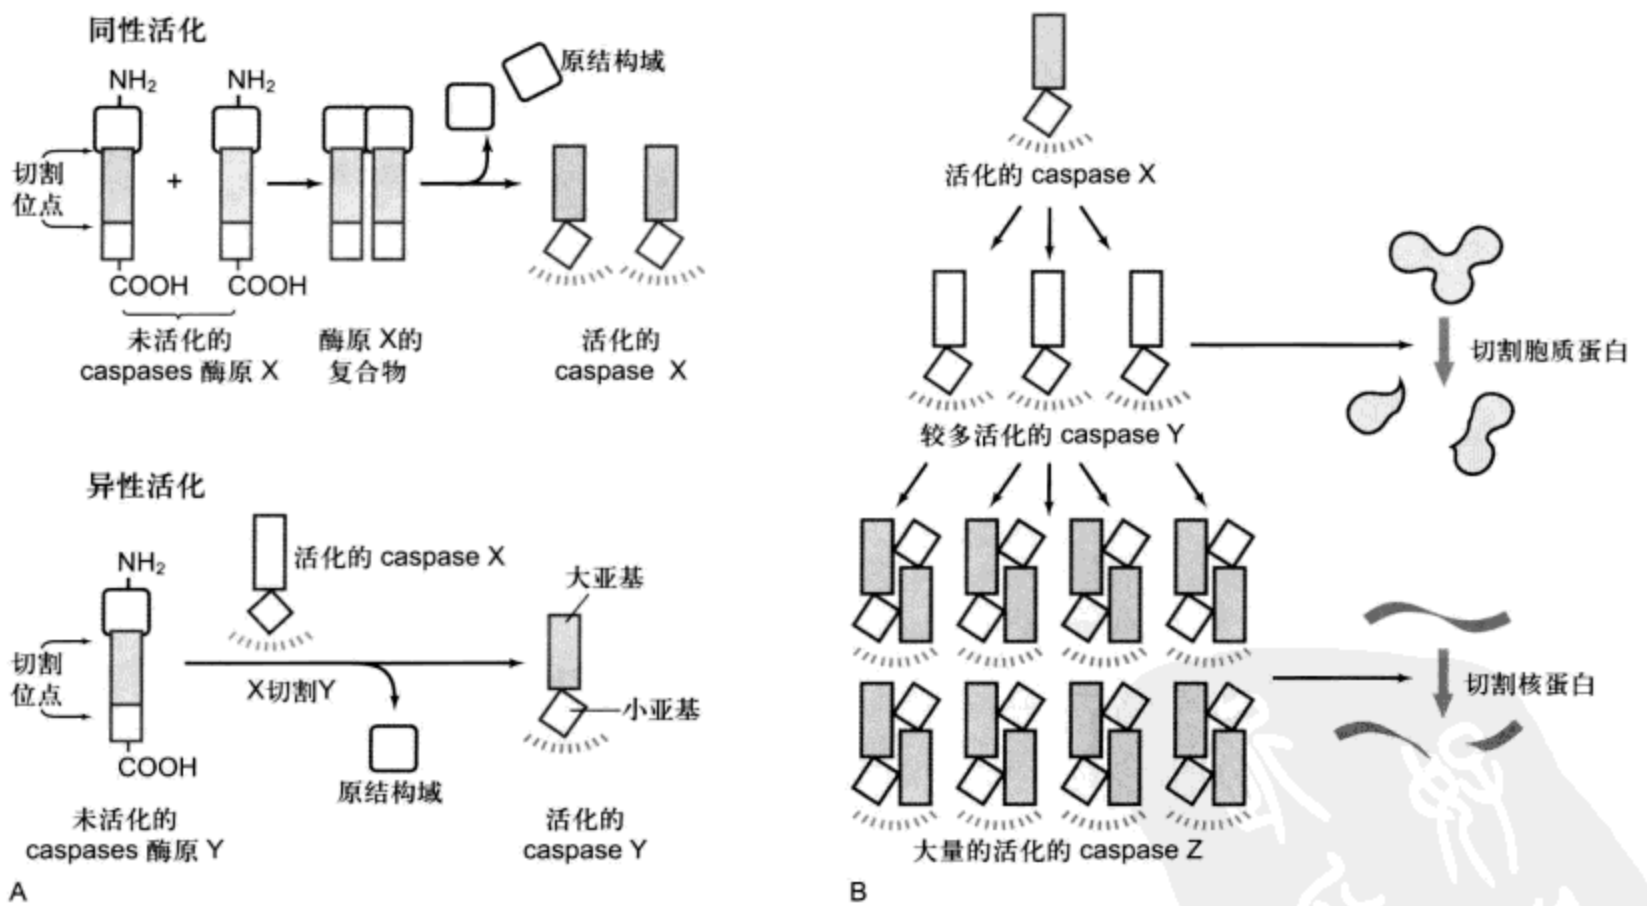 同性活化
NH₂
NH₂
原结构域
切割
位点
+
COOH
COOH
未活化的
caspases 酶原 X
酶原 X的
复合物
活化的
caspase X
异性活化
NH₂
活化的 caspase X
大亚基
切割
位点
X切割Y
小亚基
COOH
原结构域
未活化的
caspases 酶原 Y
活化的
caspase Y
A
活化的 caspase X
切割胞质蛋白
较多活化的 caspase Y
切割核蛋白
大量的活化的 caspase Z
B